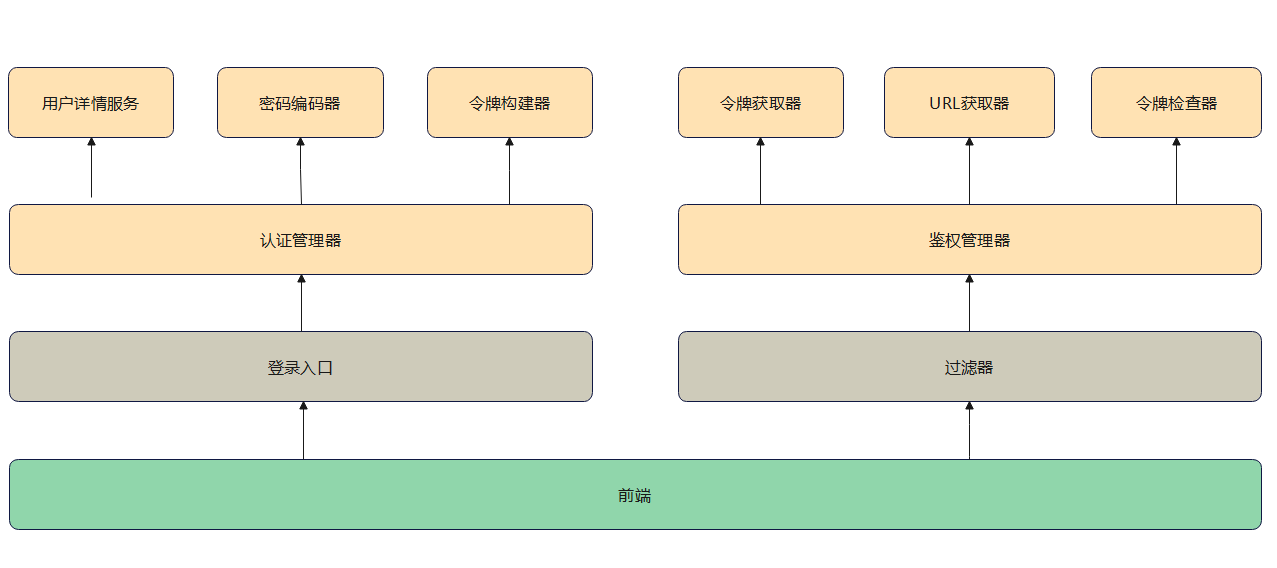 用户详情服务
密码编码器
令牌构建器
令牌获取器
URL获取器
令牌检查器
认证管理器
鉴权管理器
登录入口
过滤器
前端